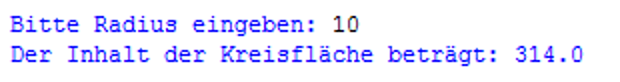 Bitte Radius eingeben: 10
Der Inhalt der Kreisfläche beträgt: 314.0